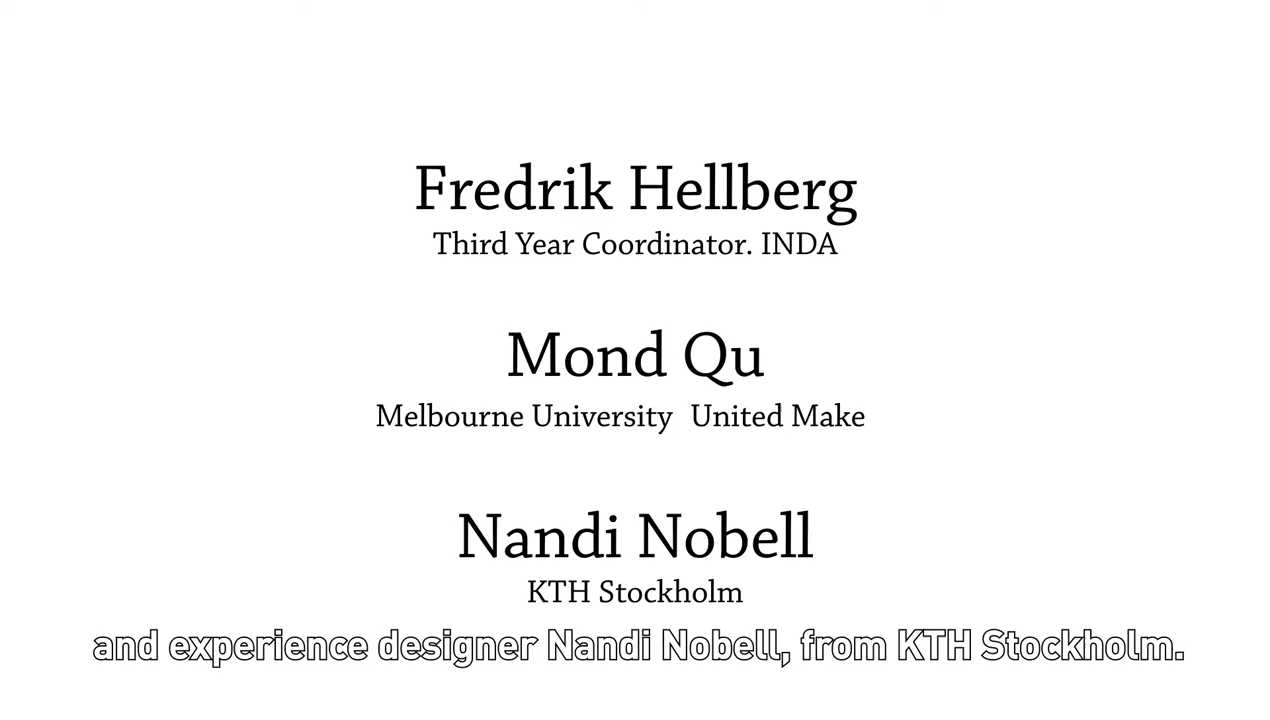 Fredrik Hellberg
Third Year Coordinator. INDA
Mond Qu
Melbourne University United Make
Nandi Nobell
KTH Stockholm
and experience designer Nandi Nobell, from KTH Stockholm.